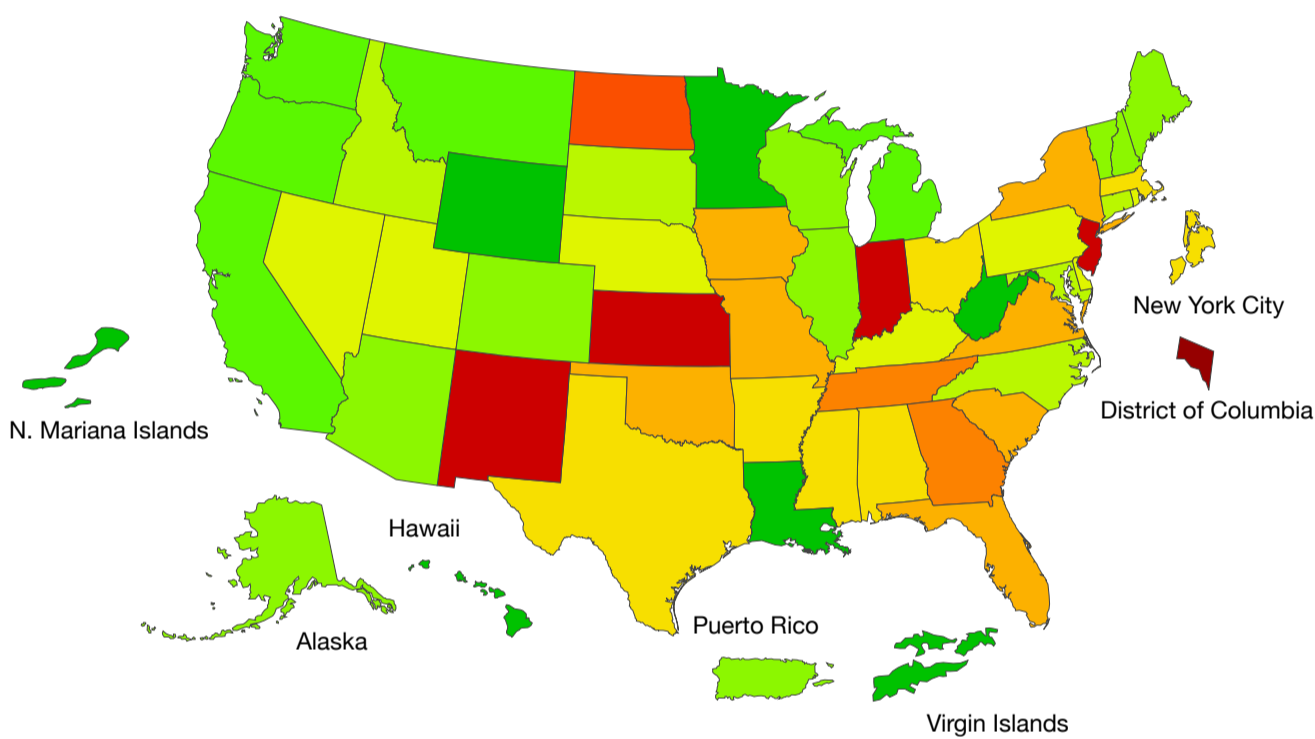 New York City
District of Columbia
N. Mariana Islands
Hawaii
Alaska
Puerto Rico
Virgin Islands